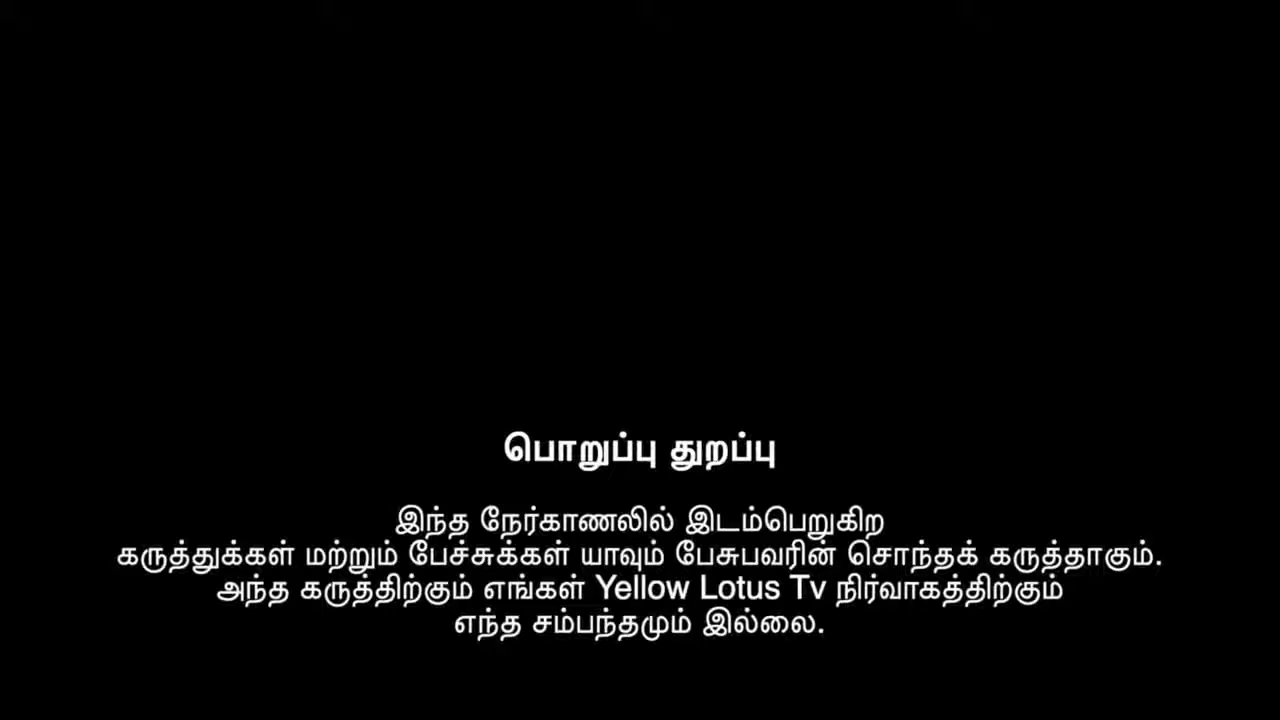 பொறுப்பு துறப்பு
இந்த நேர்காணலில் இடம்பெறுகிற
கருத்துக்கள் மற்றும் பேச்சுக்கள் யாவும் பேசுபவரின் சொந்தக் கருத்தாகும்.
அந்த கருத்திற்கும் எங்கள் Yellow Lotus Tv நிர்வாகத்திற்கும்
எந்த சம்பந்தமும் இல்லை.